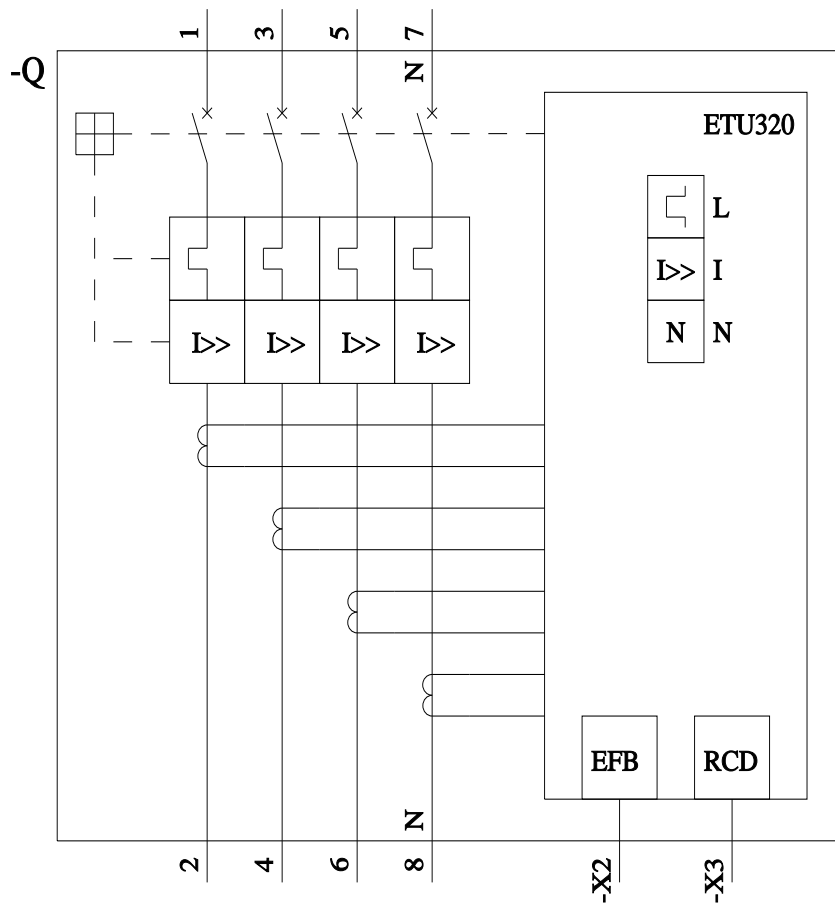 1 3 5 7
-Q
N
ETU320
L
I>> I
N N
I>> I>> I>> I>>
EFB RCD
N
2 4 6 8
-X2 -X3